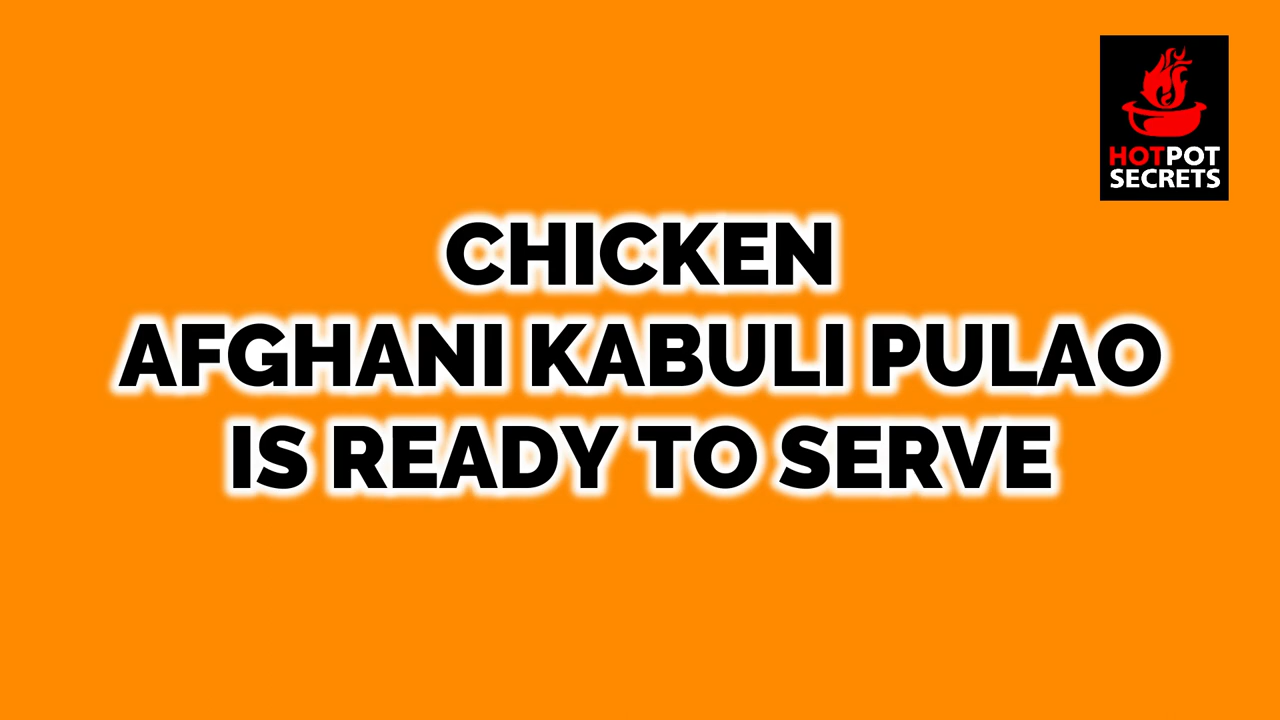 HOTPOT
SECRETS
CHICKEN
AFGHANI KABULI PULAO
IS READY TO SERVE